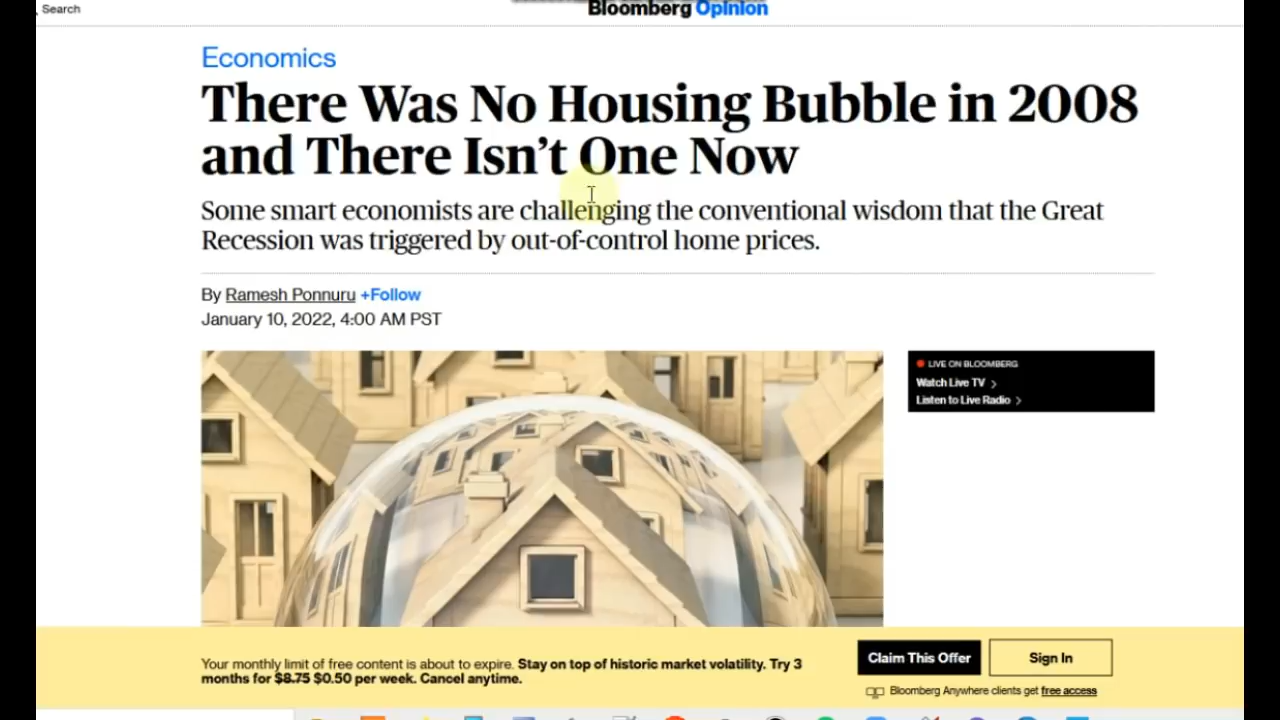 Search
Bloomberg Opinion
Economics
There Was No Housing Bubble in 2008
and There Isn't One Now
Some smart economists are challenging the conventional wisdom that the Great
Recession was triggered by out-of-control home prices.
By Ramesh Ponnuru +Follow
January 10, 2022, 4:00 AM PST
LIVE ON BLOOMBERG
Watch Live TV
Listen to Live Radio
Your monthly limit of free content is about to expire. Stay on top of historic market volatility. Try 3
months for $8.75 $0.50 per week. Cancel anytime.
Claim This Offer
Sign In
Bloomberg Anywhere clients get free access